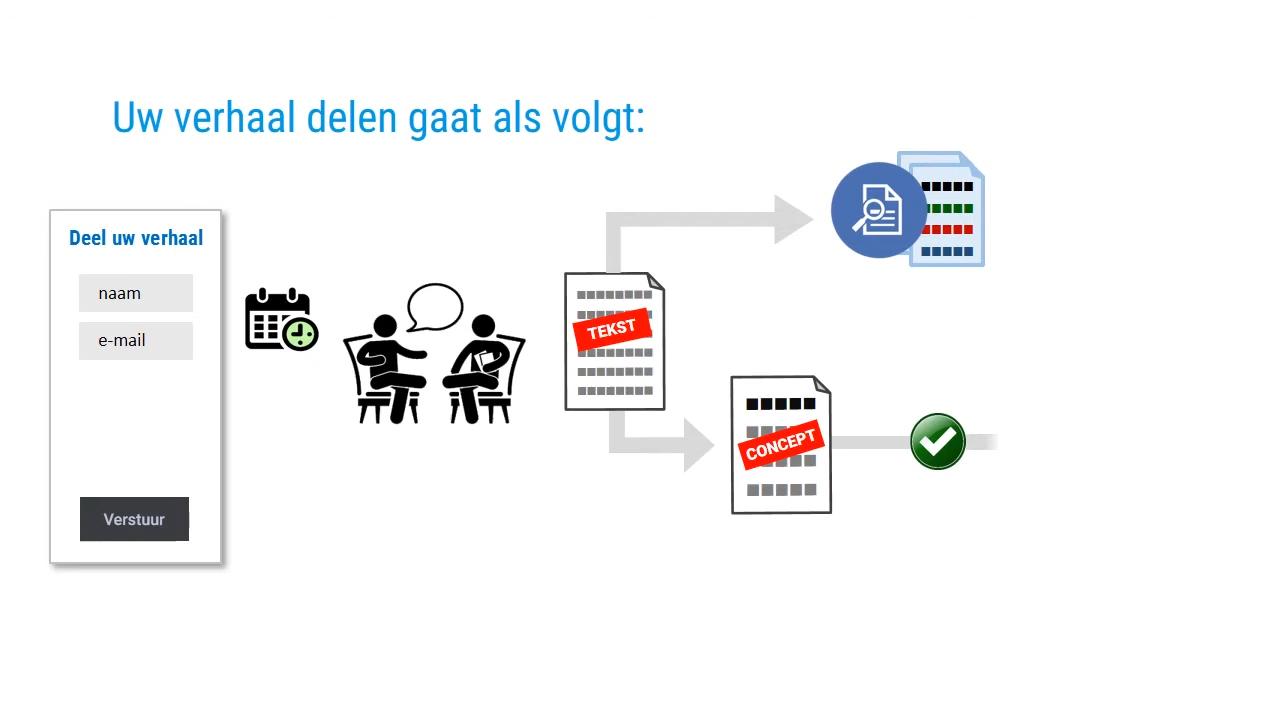 Uw verhaal delen gaat als volgt:
Deel uw verhaal
naam
e-mail
Verstuur
TEKST
CONCEPT